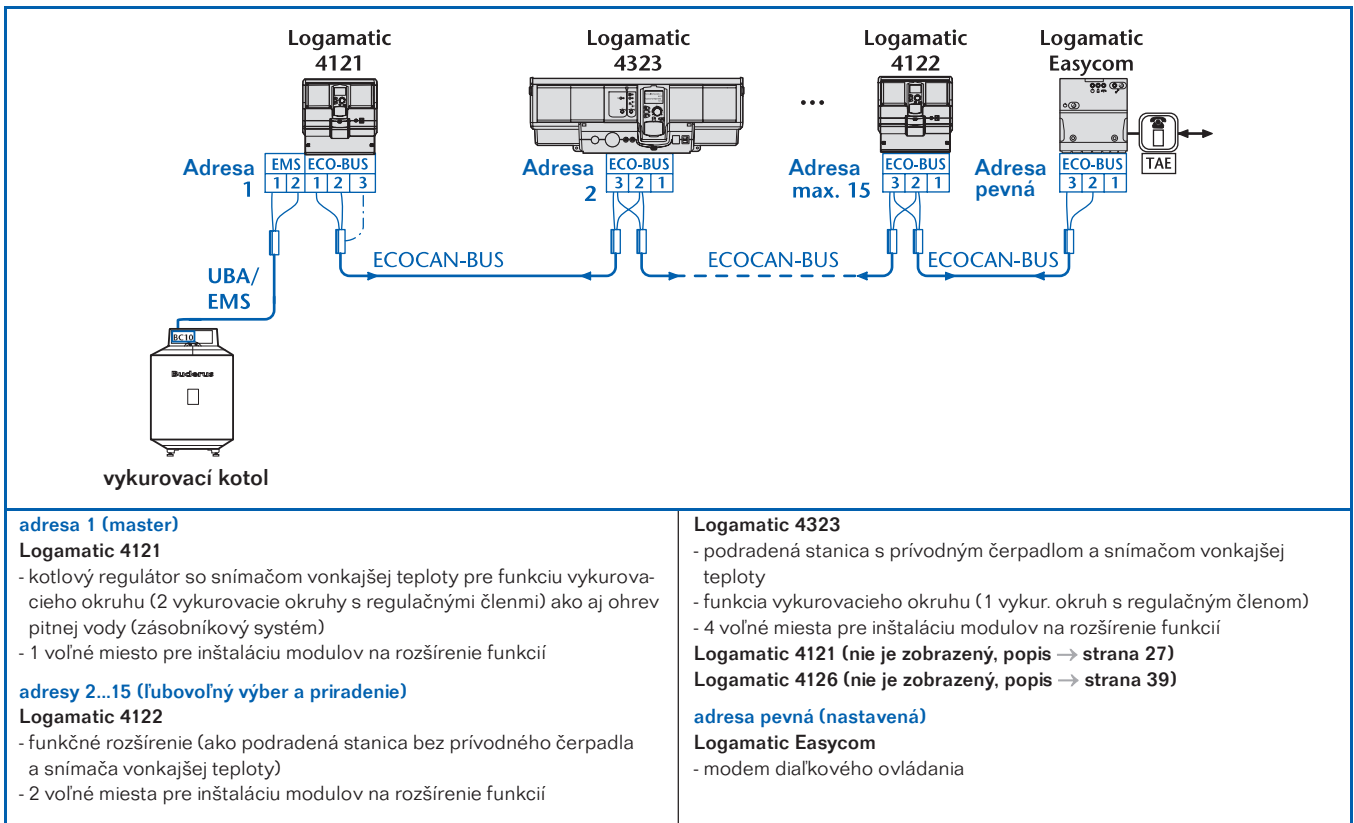 Logamatic
4121
Logamatic
4323
Logamatic
4122
Logamatic
Easycom
...
TAE
Adresa
1
EMS ECO-BUS
1 2 1 2 3
Adresa
2
ECO-BUS
3 2 1
Adresa
max. 15
ECO-BUS
3 2 1
Adresa
pevná
ECO-BUS
3 2 1
ECOCAN-BUS
ECOCAN-BUS
ECOCAN-BUS
UBA/
EMS
BC10
Buderus
vykurovací kotol
adresa 1 (master)
Logamatic 4121
- kotlový regulátor so snímačom vonkajšej teploty pre funkciu vykurova-
cieho okruhu (2 vykurovacie okruhy s regulačnými členmi) ako aj ohrev
pitnej vody (zásobníkový systém)
- 1 voľné miesto pre inštaláciu modulov na rozšírenie funkcií
adresy 2...15 (ľubovoľný výber a priradenie)
Logamatic 4122
- funkčné rozšírenie (ako podradená stanica bez prívodného čerpadla
a snímača vonkajšej teploty)
- 2 voľné miesta pre inštaláciu modulov na rozšírenie funkcií
Logamatic 4323
- podradená stanica s prívodným čerpadlom a snímačom vonkajšej
teploty
- funkcia vykurovacieho okruhu (1 vykur. okruh s regulačným členom)
- 4 voľné miesta pre inštaláciu modulov na rozšírenie funkcií
Logamatic 4121 (nie je zobrazený, popis → strana 27)
Logamatic 4126 (nie je zobrazený, popis → strana 39)
adresa pevná (nastavená)
Logamatic Easycom
- modem diaľkového ovládania